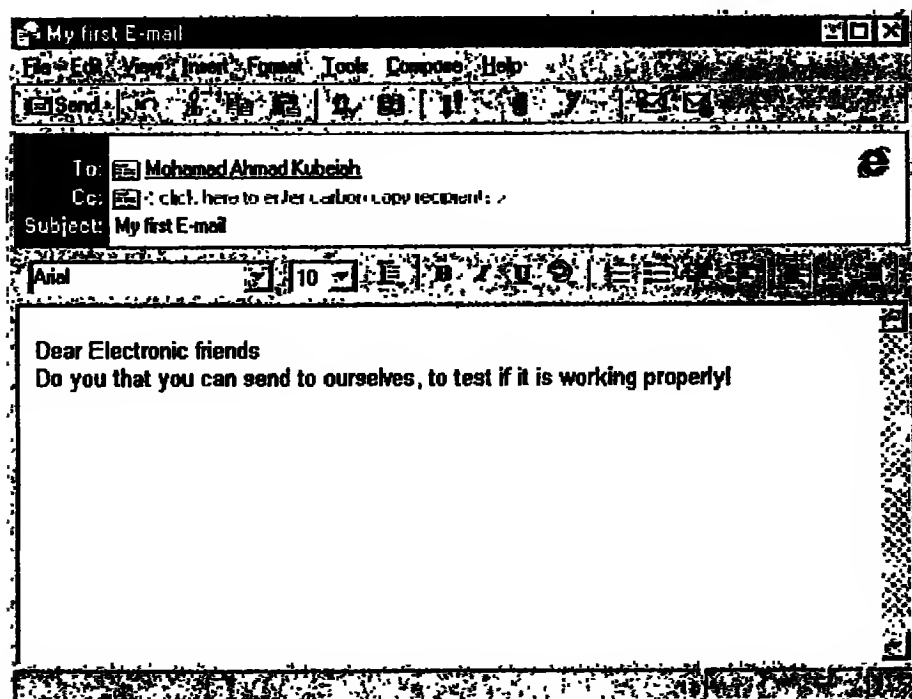 My first E-mail
File Edit View Insert Format Tools Compose Help
Send
To: Mohamad Ahmad Kubeiah
Cc: < click here to enter carbon copy recipients >
Subject: My first E-mail
Arial 10 B I U
Dear Electronic friends
Do you that you can send to ourselves, to test if it is working properly!